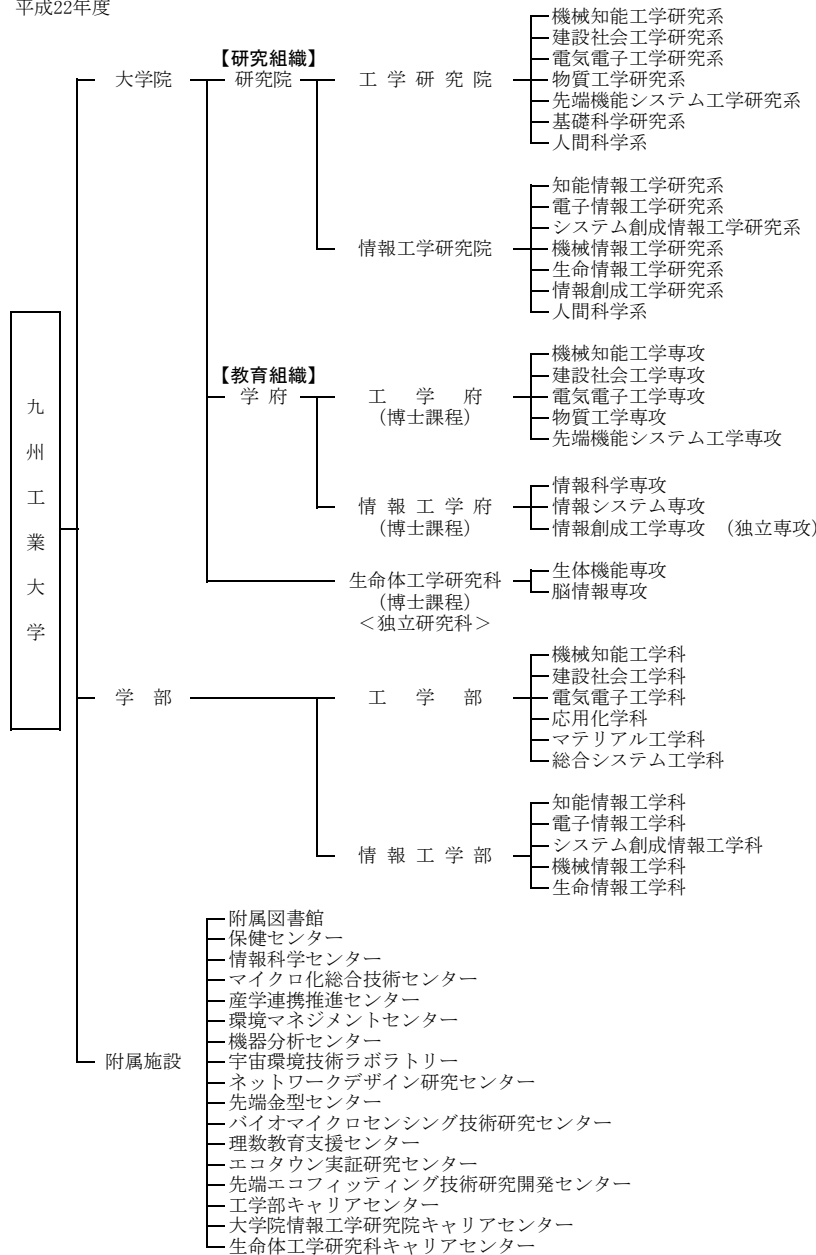 平成22年度
九州工業大学
大学院
【研究組織】
研究院
工学研究院
機械知能工学研究系
建設社会工学研究系
電気電子工学研究系
物質工学研究系
先端機能システム工学研究系
基礎科学研究系
人間科学系
情報工学研究院
知能情報工学研究系
電子情報工学研究系
システム創成情報工学研究系
機械情報工学研究系
生命情報工学研究系
情報創成工学研究系
人間科学系
【教育組織】
学府
工学府
(博士課程)
機械知能工学専攻
建設社会工学専攻
電気電子工学専攻
物質工学専攻
先端機能システム工学専攻
情報工学府
(博士課程)
情報科学専攻
情報システム専攻
情報創成工学専攻 (独立専攻)
生命体工学研究科
(博士課程)
<独立研究科>
生体機能専攻
脳情報専攻
学部
工学部
機械知能工学科
建設社会工学科
電気電子工学科
応用化学科
マテリアル工学科
総合システム工学科
情報工学部
知能情報工学科
電子情報工学科
システム創成情報工学科
機械情報工学科
生命情報工学科
附属施設
附属図書館
保健センター
情報科学センター
マイクロ化総合技術センター
産学連携推進センター
環境マネジメントセンター
機器分析センター
宇宙環境技術ラボラトリー
ネットワークデザイン研究センター
先端金型センター
バイオマイクロセンシング技術研究センター
理数教育支援センター
エコタウン実証研究センター
先端エコフィッティング技術研究開発センター
工学部キャリアセンター
大学院情報工学研究院キャリアセンター
生命体工学研究科キャリアセンター